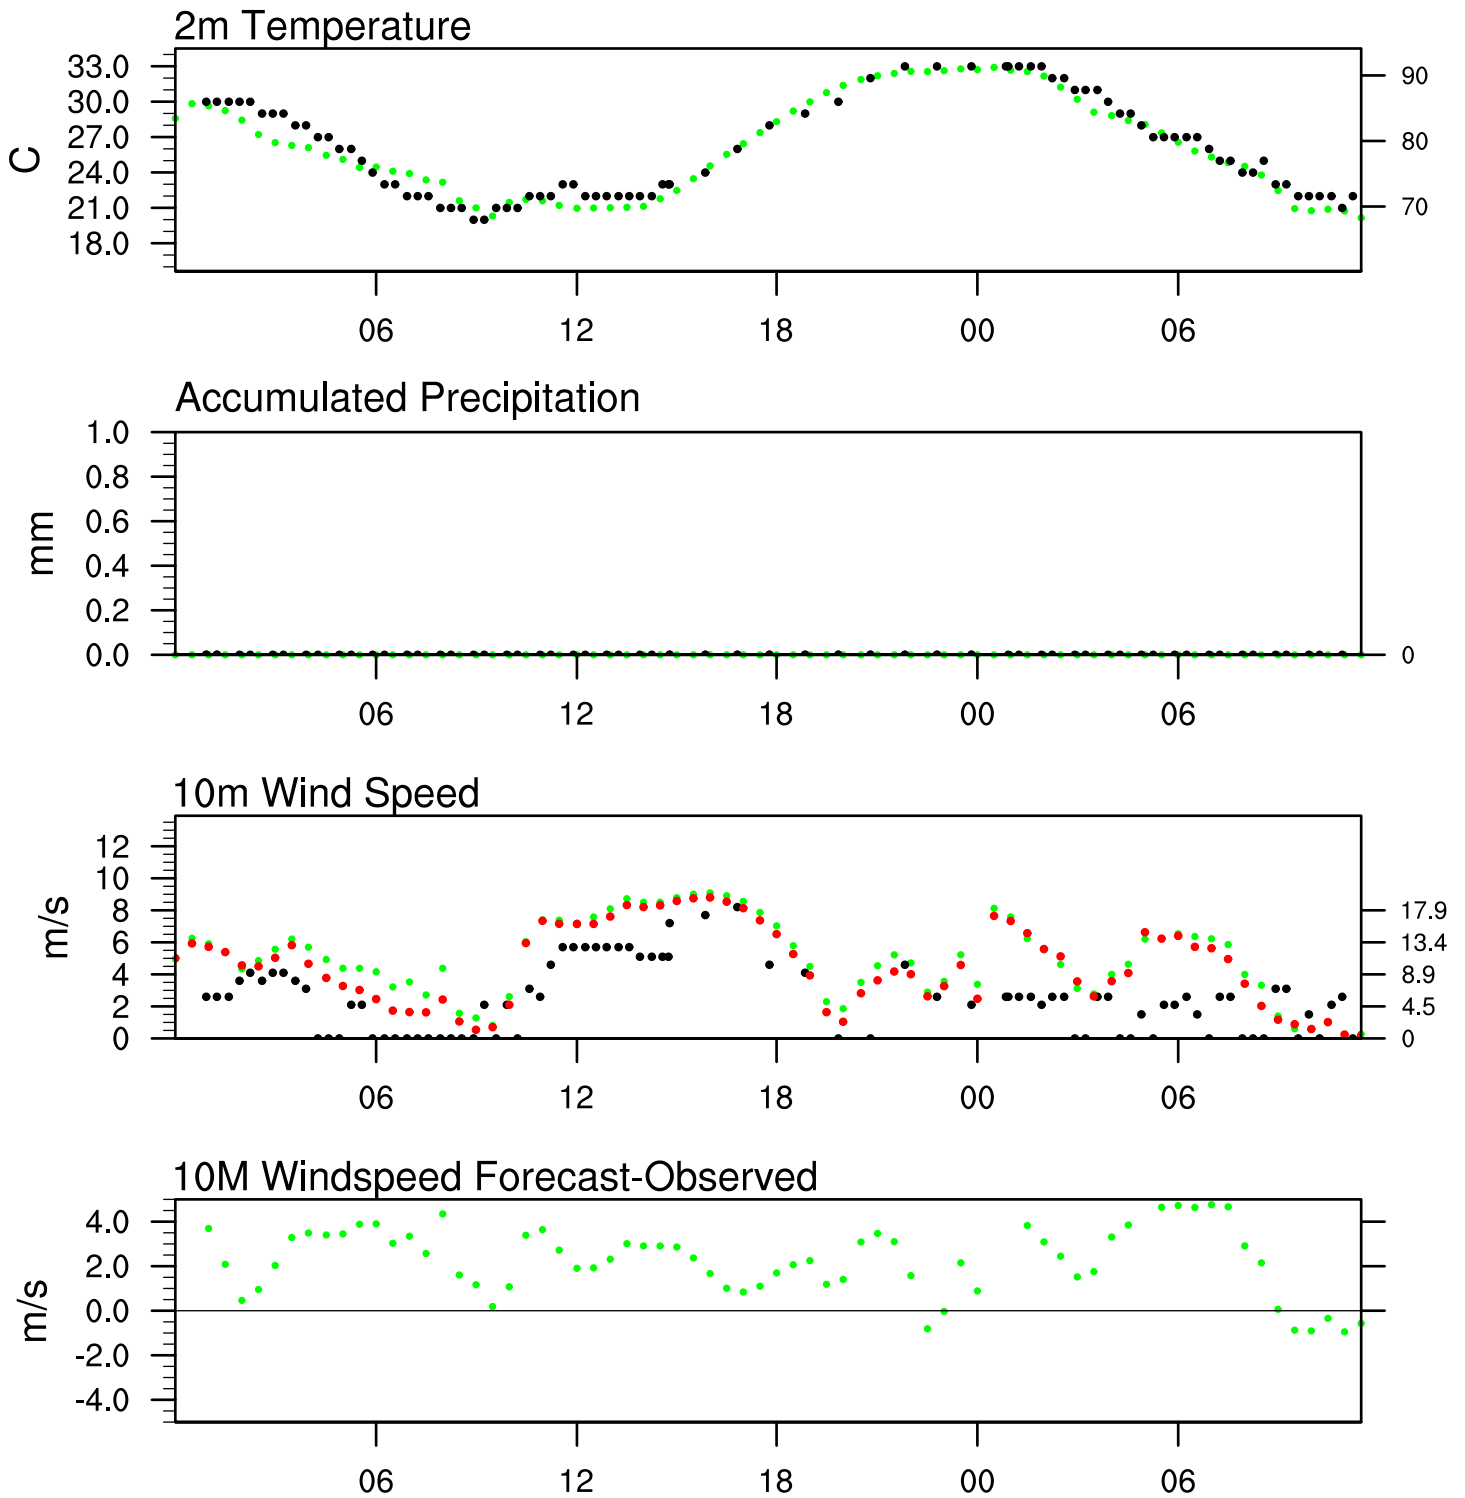 2m Temperature
33.0
30.0
27.0
24.0
21.0
18.0
C
90
80
70
06 12 18 00 06
Accumulated Precipitation
1.0
0.8
0.6
0.4
0.2
0.0
mm
0
06 12 18 00 06
10m Wind Speed
12
10
8
6
4
2
0
m/s
17.9
13.4
8.9
4.5
0
06 12 18 00 06
10M Windspeed Forecast-Observed
4.0
2.0
0.0
-2.0
-4.0
m/s
06 12 18 00 06